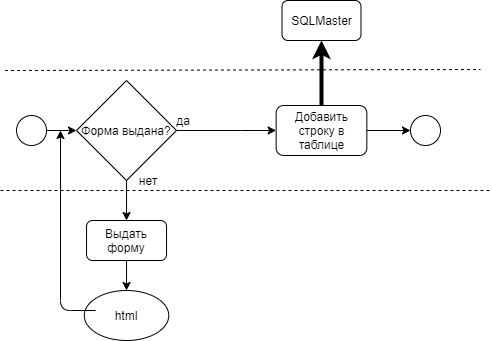 SQLMaster
Форма выдана?
да
Добавить
строку в
таблице
нет
Выдать
форму
html